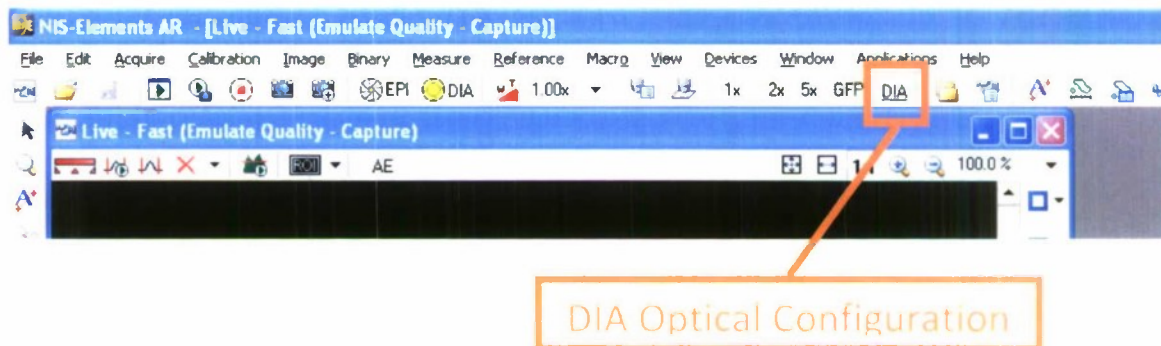 NIS-Elements AR - [Live - Fast (Emulate Quality - Capture)]
File Edit Acquire Calibration Image Binary Measure Reference Macro View Devices Window Applications Help
EPI DIA 1.00x 1x 2x 5x GFP DIA
Live - Fast (Emulate Quality - Capture)
ROI AE 100.0 %
DIA Optical Configuration